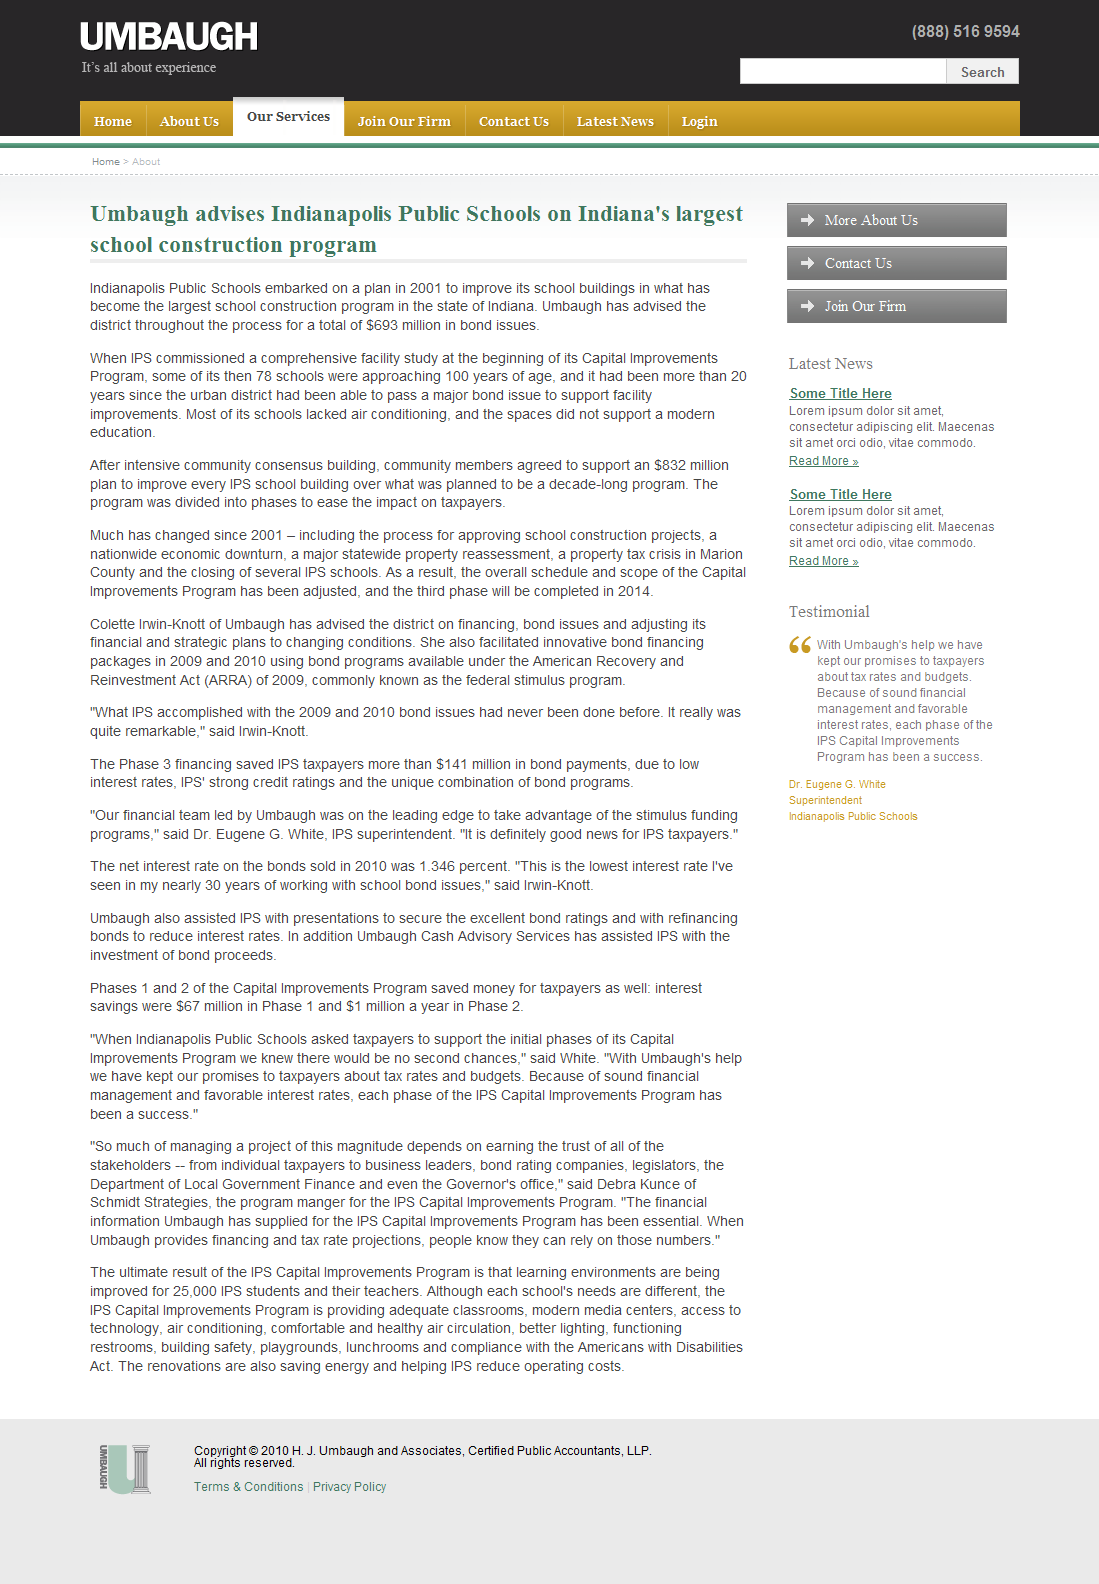 UMBAUGH
It's all about experience
(888) 516 9594
Search
Home
About Us
Our Services
Join Our Firm
Contact Us
Latest News
Login
Home > About
Umbaugh advises Indianapolis Public Schools on Indiana's largest
school construction program
Indianapolis Public Schools embarked on a plan in 2001 to improve its school buildings in what has
become the largest school construction program in the state of Indiana. Umbaugh has advised the
district throughout the process for a total of $693 million in bond issues.
When IPS commissioned a comprehensive facility study at the beginning of its Capital Improvements
Program, some of its then 78 schools were approaching 100 years of age, and it had been more than 20
years since the urban district had been able to pass a major bond issue to support facility
improvements. Most of its schools lacked air conditioning, and the spaces did not support a modern
education.
After intensive community consensus building, community members agreed to support an $832 million
plan to improve every IPS school building over what was planned to be a decade-long program. The
program was divided into phases to ease the impact on taxpayers.
Much has changed since 2001 – including the process for approving school construction projects, a
nationwide economic downturn, a major statewide property reassessment, a property tax crisis in Marion
County and the closing of several IPS schools. As a result, the overall schedule and scope of the Capital
Improvements Program has been adjusted, and the third phase will be completed in 2014.
Colette Irwin-Knott of Umbaugh has advised the district on financing, bond issues and adjusting its
financial and strategic plans to changing conditions. She also facilitated innovative bond financing
packages in 2009 and 2010 using bond programs available under the American Recovery and
Reinvestment Act (ARRA) of 2009, commonly known as the federal stimulus program.
"What IPS accomplished with the 2009 and 2010 bond issues had never been done before. It really was
quite remarkable," said Irwin-Knott.
The Phase 3 financing saved IPS taxpayers more than $141 million in bond payments, due to low
interest rates, IPS' strong credit ratings and the unique combination of bond programs.
"Our financial team led by Umbaugh was on the leading edge to take advantage of the stimulus funding
programs," said Dr. Eugene G. White, IPS superintendent. "It is definitely good news for IPS taxpayers."
The net interest rate on the bonds sold in 2010 was 1.346 percent. "This is the lowest interest rate I've
seen in my nearly 30 years of working with school bond issues," said Irwin-Knott.
Umbaugh also assisted IPS with presentations to secure the excellent bond ratings and with refinancing
bonds to reduce interest rates. In addition Umbaugh Cash Advisory Services has assisted IPS with the
investment of bond proceeds.
Phases 1 and 2 of the Capital Improvements Program saved money for taxpayers as well: interest
savings were $67 million in Phase 1 and $1 million a year in Phase 2.
"When Indianapolis Public Schools asked taxpayers to support the initial phases of its Capital
Improvements Program we knew there would be no second chances," said White. "With Umbaugh's help
we have kept our promises to taxpayers about tax rates and budgets. Because of sound financial
management and favorable interest rates, each phase of the IPS Capital Improvements Program has
been a success."
"So much of managing a project of this magnitude depends on earning the trust of all of the
stakeholders -- from individual taxpayers to business leaders, bond rating companies, legislators, the
Department of Local Government Finance and even the Governor's office," said Debra Kunce of
Schmidt Strategies, the program manger for the IPS Capital Improvements Program. "The financial
information Umbaugh has supplied for the IPS Capital Improvements Program has been essential. When
Umbaugh provides financing and tax rate projections, people know they can rely on those numbers."
The ultimate result of the IPS Capital Improvements Program is that learning environments are being
improved for 25,000 IPS students and their teachers. Although each school's needs are different, the
IPS Capital Improvements Program is providing adequate classrooms, modern media centers, access to
technology, air conditioning, comfortable and healthy air circulation, better lighting, functioning
restrooms, building safety, playgrounds, lunchrooms and compliance with the Americans with Disabilities
Act. The renovations are also saving energy and helping IPS reduce operating costs.
More About Us
Contact Us
Join Our Firm
Latest News
Some Title Here
Lorem ipsum dolor sit amet,
consectetur adipiscing elit. Maecenas
sit amet orci odio, vitae commodo.
Read More »
Some Title Here
Lorem ipsum dolor sit amet,
consectetur adipiscing elit. Maecenas
sit amet orci odio, vitae commodo.
Read More »
Testimonial
“ With Umbaugh's help we have
kept our promises to taxpayers
about tax rates and budgets.
Because of sound financial
management and favorable
interest rates, each phase of the
IPS Capital Improvements
Program has been a success.
Dr. Eugene G. White
Superintendent
Indianapolis Public Schools
UMBAUGH
Copyright © 2010 H. J. Umbaugh and Associates, Certified Public Accountants, LLP.
All rights reserved.
Terms & Conditions | Privacy Policy